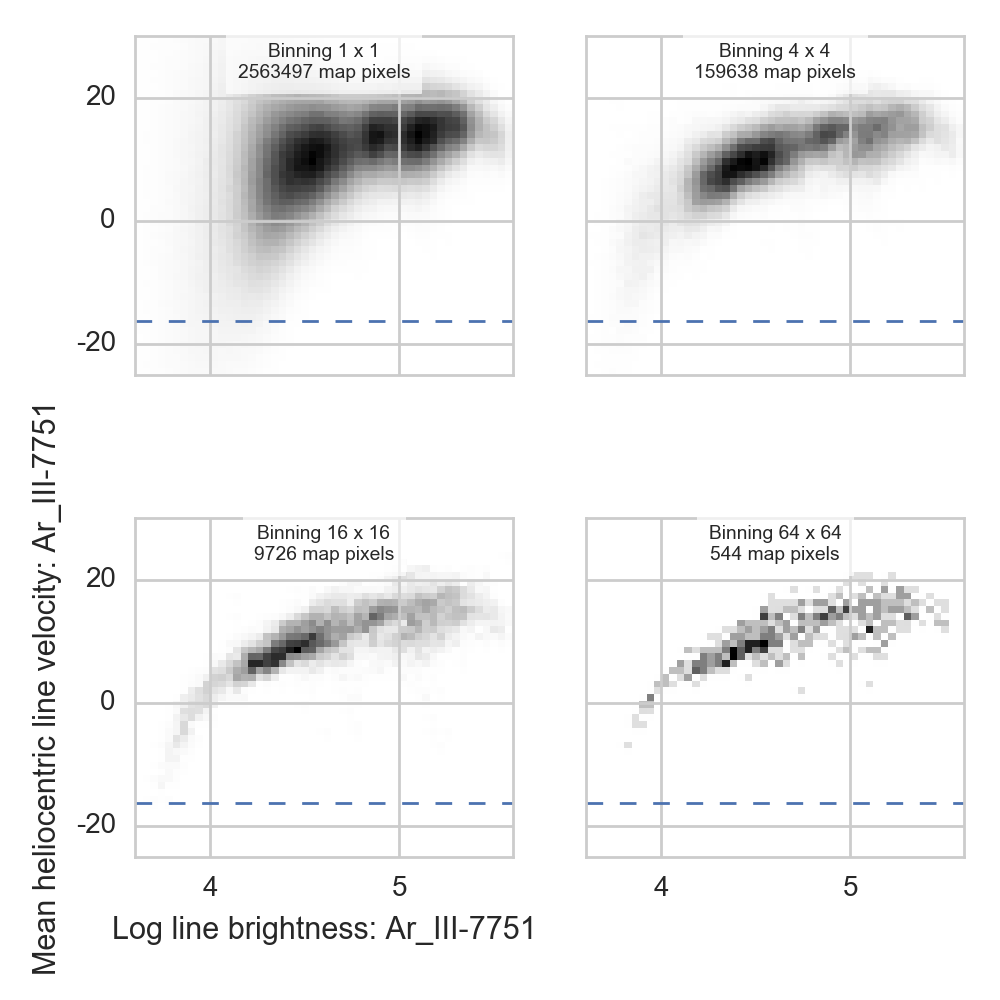 Binning 1 x 1
2563497 map pixels
Binning 4 x 4
159638 map pixels
20
0
-20
Binning 16 x 16
9726 map pixels
Binning 64 x 64
544 map pixels
20
0
-20
4
5
4
5
Mean heliocentric line velocity: Ar_III-7751
Log line brightness: Ar_III-7751